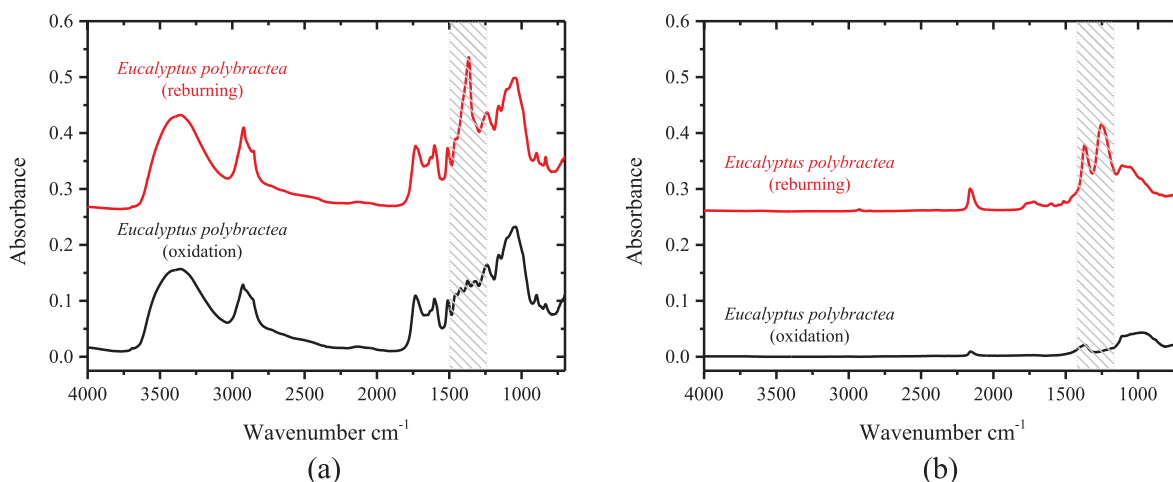 0.6
0.5
0.4
0.3
0.2
0.1
0.0
Absorbance
Eucalyptus polybractea
(reburning)
Eucalyptus polybractea
(oxidation)
4000 3500 3000 2500 2000 1500 1000
Wavenumber cm-1
(a)
0.6
0.5
0.4
0.3
0.2
0.1
0.0
Absorbance
Eucalyptus polybractea
(reburning)
Eucalyptus polybractea
(oxidation)
4000 3500 3000 2500 2000 1500 1000
Wavenumber cm-1
(b)